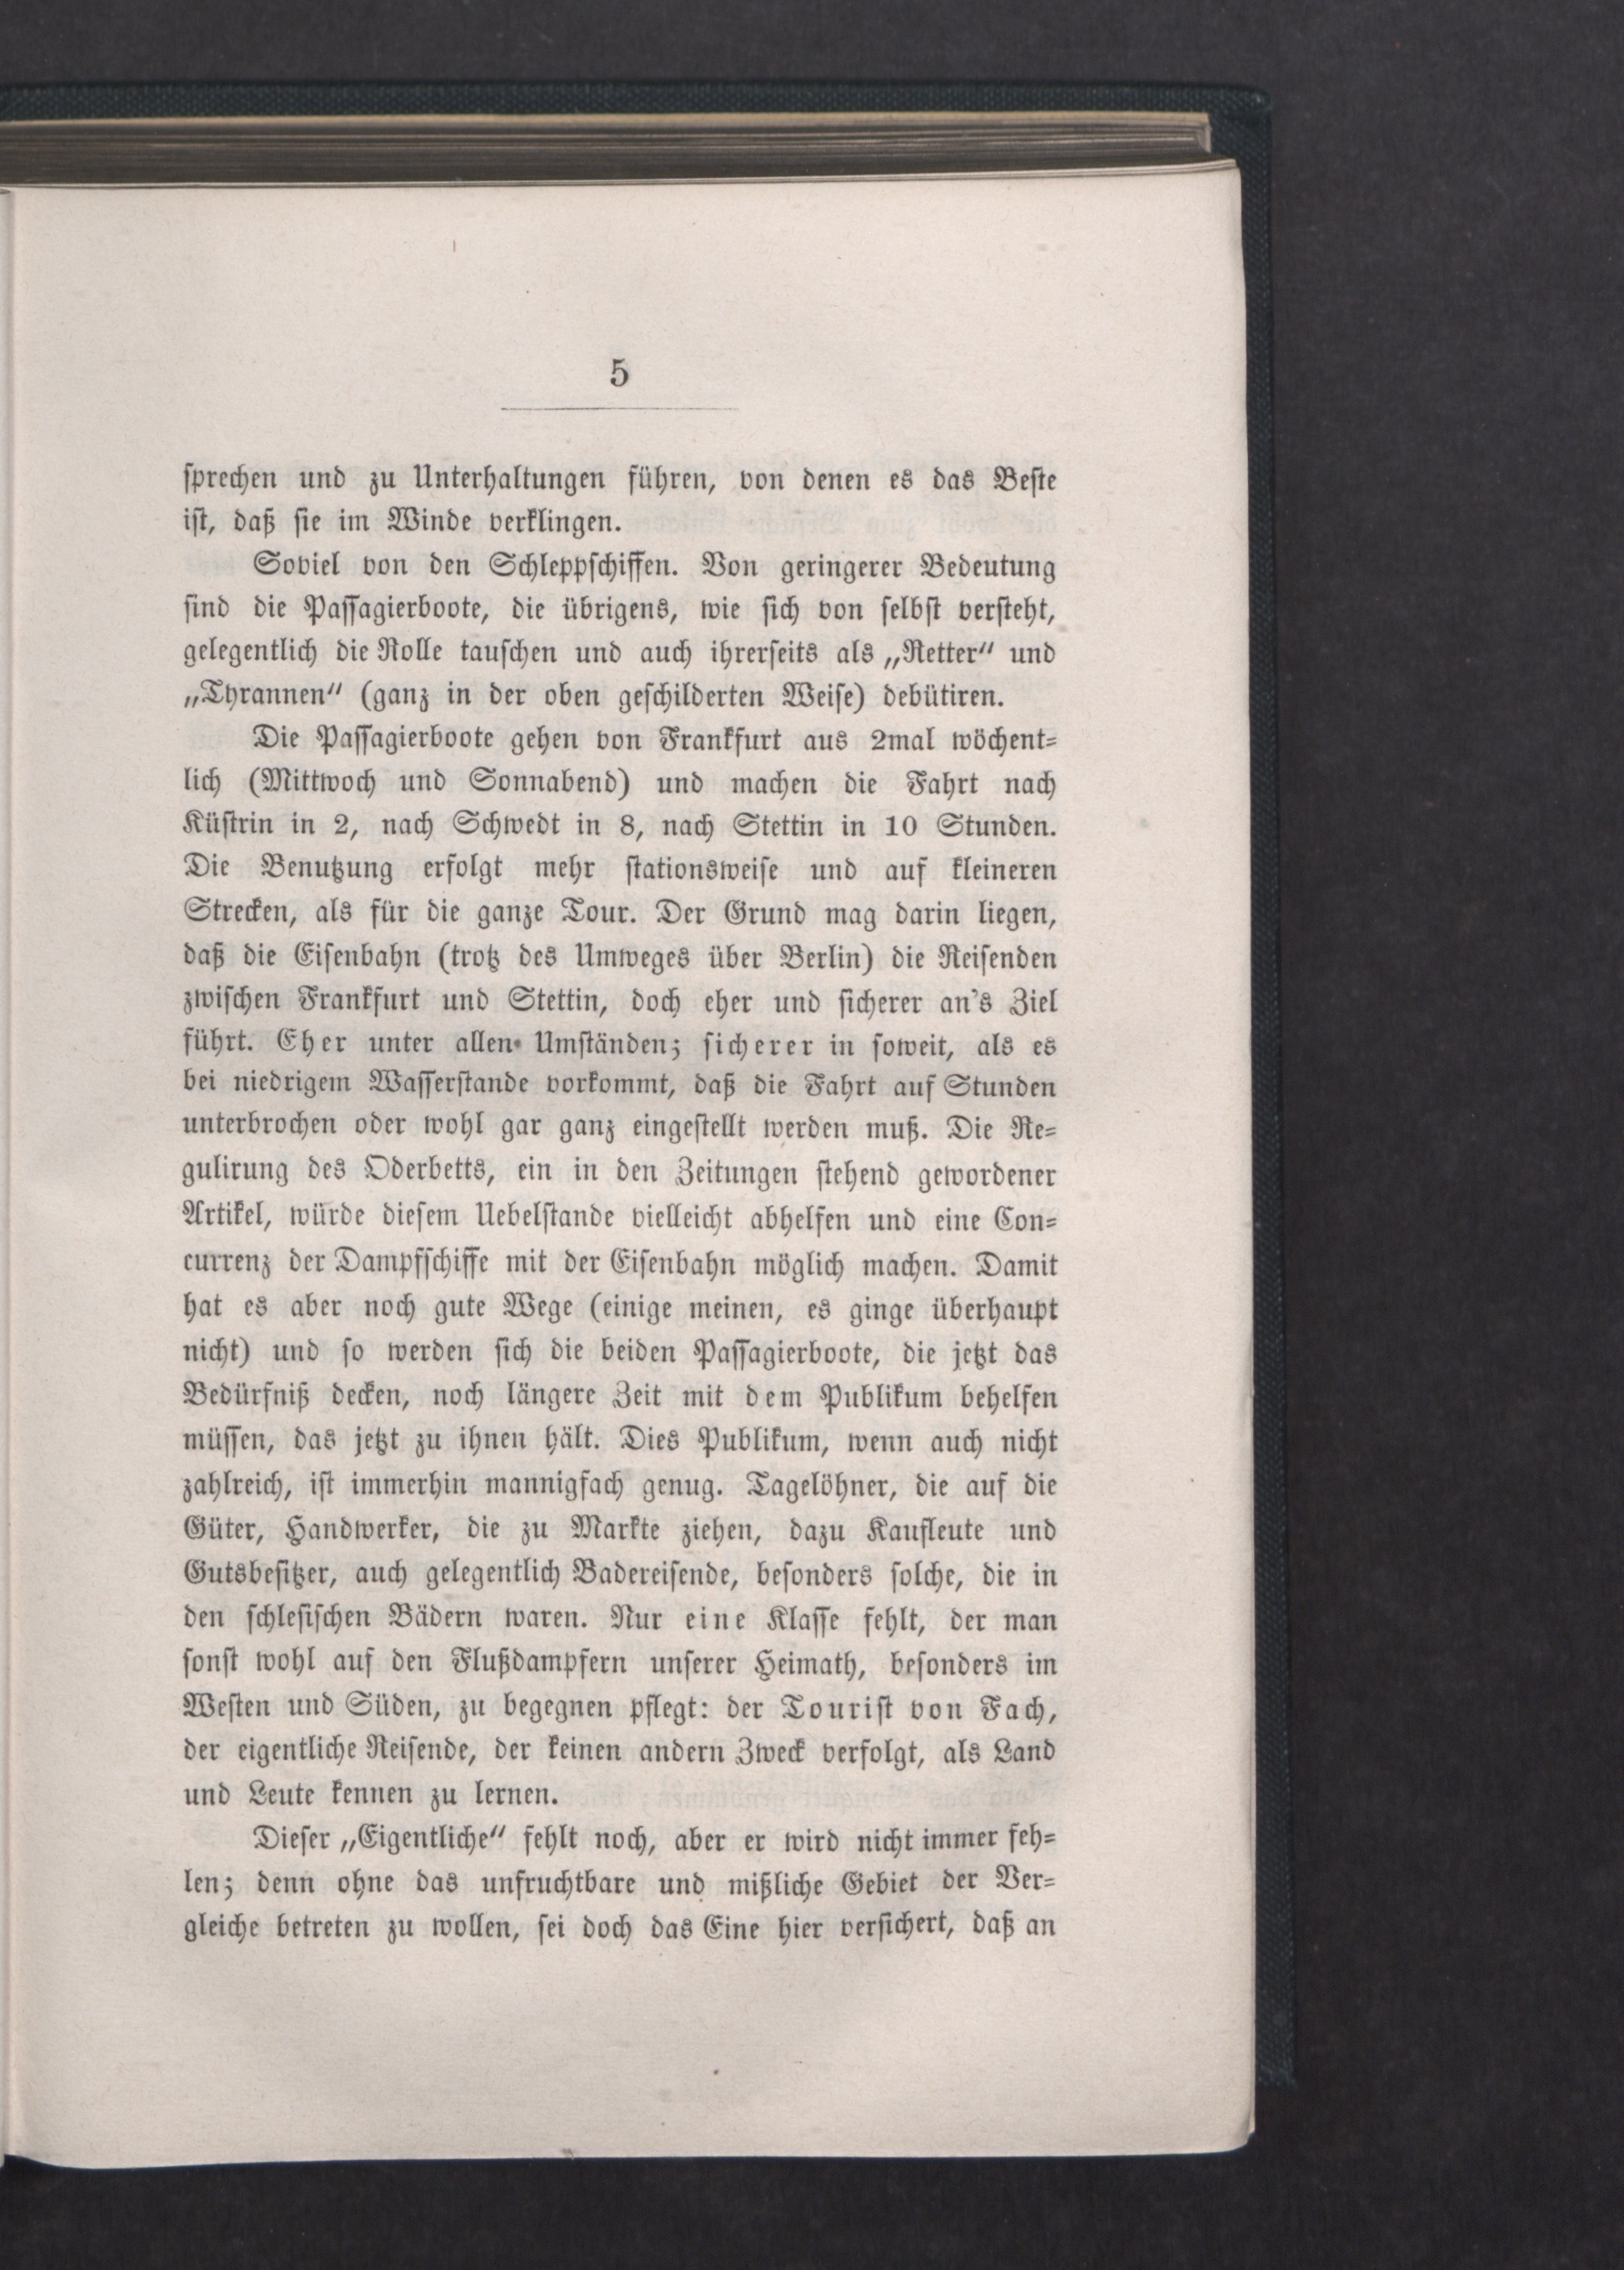 5
sprechen und zu Unterhaltungen führen, von denen es das Beste
ist, daß sie im Winde verklingen.
Soviel von den Schleppschiffen. Von geringerer Bedeutung
sind die Passagierboote, die übrigens, wie sich von selbst versteht,
gelegentlich die Rolle tauschen und auch ihrerseits als „Retter“ und
„Tyrannen“ (ganz in der oben geschilderten Weise) debütiren.
Die Passagierboote gehen von Frankfurt aus 2mal wöchent-
lich (Mittwoch und Sonnabend) und machen die Fahrt nach
Küstrin in 2, nach Schwedt in 8, nach Stettin in 10 Stunden.
Die Benutzung erfolgt mehr stationsweise und auf kleineren
Strecken, als für die ganze Tour. Der Grund mag darin liegen,
daß die Eisenbahn (trotz des Umweges über Berlin) die Reisenden
zwischen Frankfurt und Stettin, doch eher und sicherer an's Ziel
führt. Eher unter allen Umständen; sicherer in soweit, als es
bei niedrigem Wasserstande vorkommt, daß die Fahrt auf Stunden
unterbrochen oder wohl gar ganz eingestellt werden muß. Die Re-
gulirung des Oderbetts, ein in den Zeitungen stehend gewordener
Artikel, würde diesem Uebelstande vielleicht abhelfen und eine Con-
currenz der Dampfschiffe mit der Eisenbahn möglich machen. Damit
hat es aber noch gute Wege (einige meinen, es ginge überhaupt
nicht) und so werden sich die beiden Passagierboote, die jetzt das
Bedürfniß decken, noch längere Zeit mit dem Publikum behelfen
müssen, das jetzt zu ihnen hält. Dies Publikum, wenn auch nicht
zahlreich, ist immerhin mannigfach genug. Tagelöhner, die auf die
Güter, Handwerker, die zu Markte ziehen, dazu Kaufleute und
Gutsbesitzer, auch gelegentlich Badereisende, besonders solche, die in
den schlesischen Bädern waren. Nur eine Klasse fehlt, der man
sonst wohl auf den Flußdampfern unserer Heimath, besonders im
Westen und Süden, zu begegnen pflegt: der Tourist von Fach,
der eigentliche Reisende, der keinen andern Zweck verfolgt, als Land
und Leute kennen zu lernen.
Dieser „Eigentliche“ fehlt noch, aber er wird nicht immer feh-
len; denn ohne das unfruchtbare und mißliche Gebiet der Ver-
gleiche betreten zu wollen, sei doch das Eine hier versichert, daß an